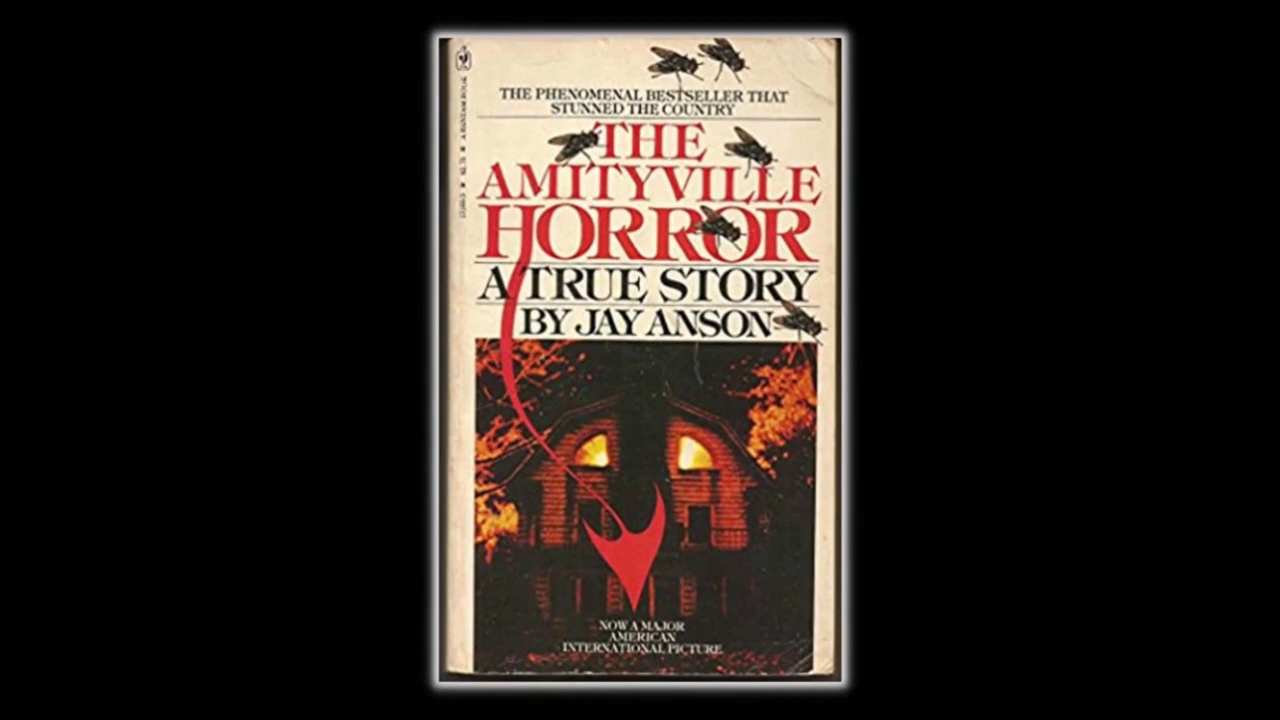 THE PHENOMENAL BESTSELLER THAT
STUNNED THE COUNTRY
THE
AMITYVILLE
HORROR
A TRUE STORY
BY JAY ANSON
NOW A MAJOR
AMERICAN
INTERNATIONAL PICTURE